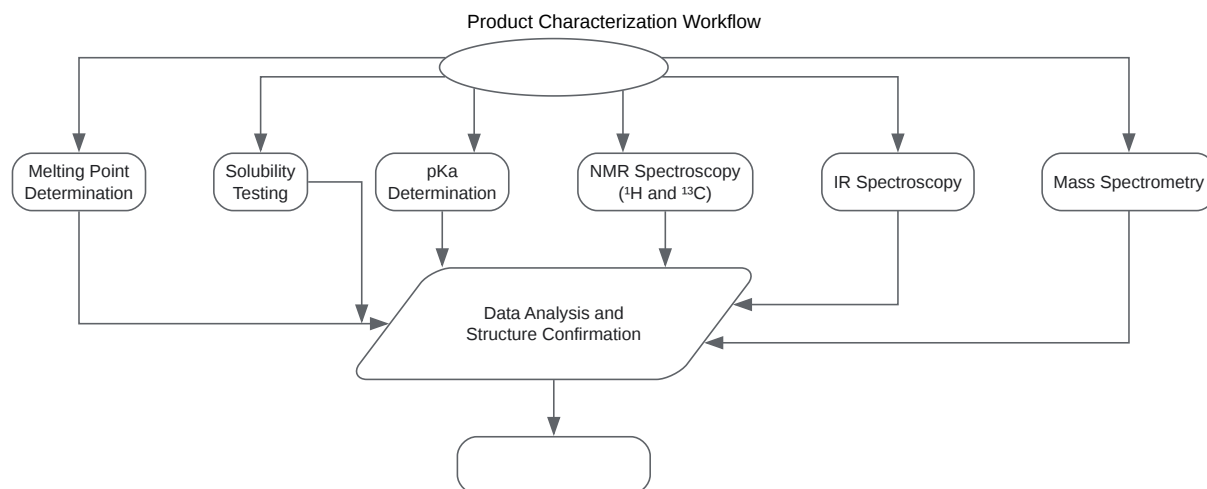 Product Characterization Workflow
Melting Point
Determination
Solubility
Testing
pKa
Determination
NMR Spectroscopy
(¹H and ¹³C)
IR Spectroscopy
Mass Spectrometry
Data Analysis and
Structure Confirmation